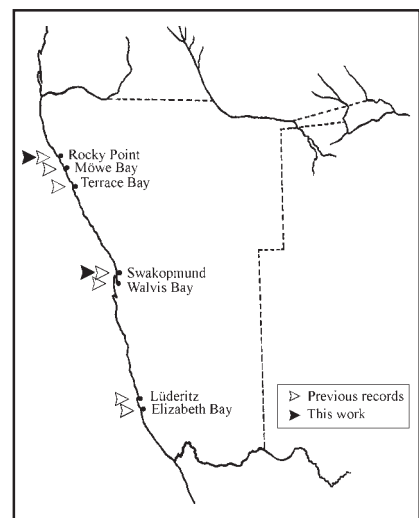 Rocky Point
Möwe Bay
Terrace Bay
Swakopmund
Walvis Bay
Lüderitz
Elizabeth Bay
Previous records
This work